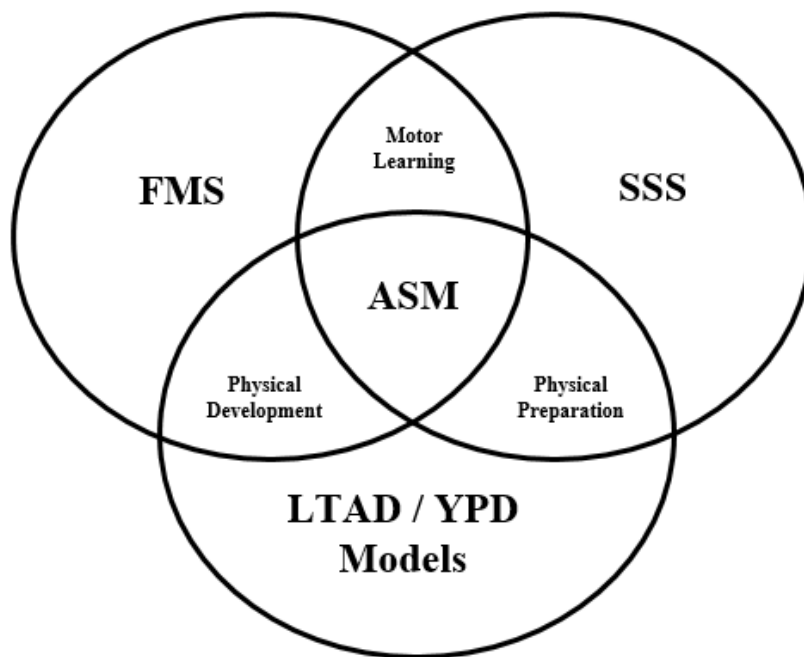 Motor
Learning
FMS
SSS
ASM
Physical
Development
Physical
Preparation
LTAD / YPD
Models